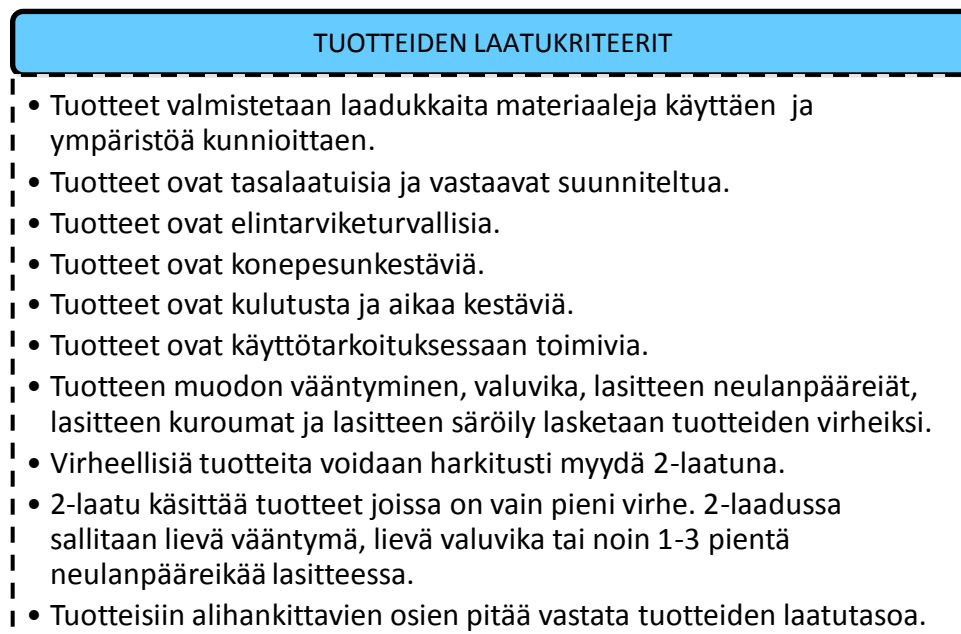 TUOTTEIDEN LAATUKRITEERIT
• Tuotteet valmistetaan laadukkaita materiaaleja käyttäen ja
ympäristöä kunnioittaen.
• Tuotteet ovat tasalaatuisia ja vastaavat suunniteltua.
• Tuotteet ovat elintarviketurvallisia.
• Tuotteet ovat konepesunkestäviä.
• Tuotteet ovat kulutusta ja aikaa kestäviä.
• Tuotteet ovat käyttötarkoituksessaan toimivia.
• Tuotteen muodon vääntyminen, valuvika, lasitteen neulanpääreiät,
lasitteen kuroumat ja lasitteen säröily lasketaan tuotteiden virheiksi.
• Virheellisiä tuotteita voidaan harkitusti myydä 2-laatuna.
• 2-laatu käsittää tuotteet joissa on vain pieni virhe. 2-laadussa
sallitaan lievä vääntymä, lievä valuvika tai noin 1-3 pientä
neulanpääreikää lasitteessa.
• Tuotteisiin alihankittavien osien pitää vastata tuotteiden laatutasoa.